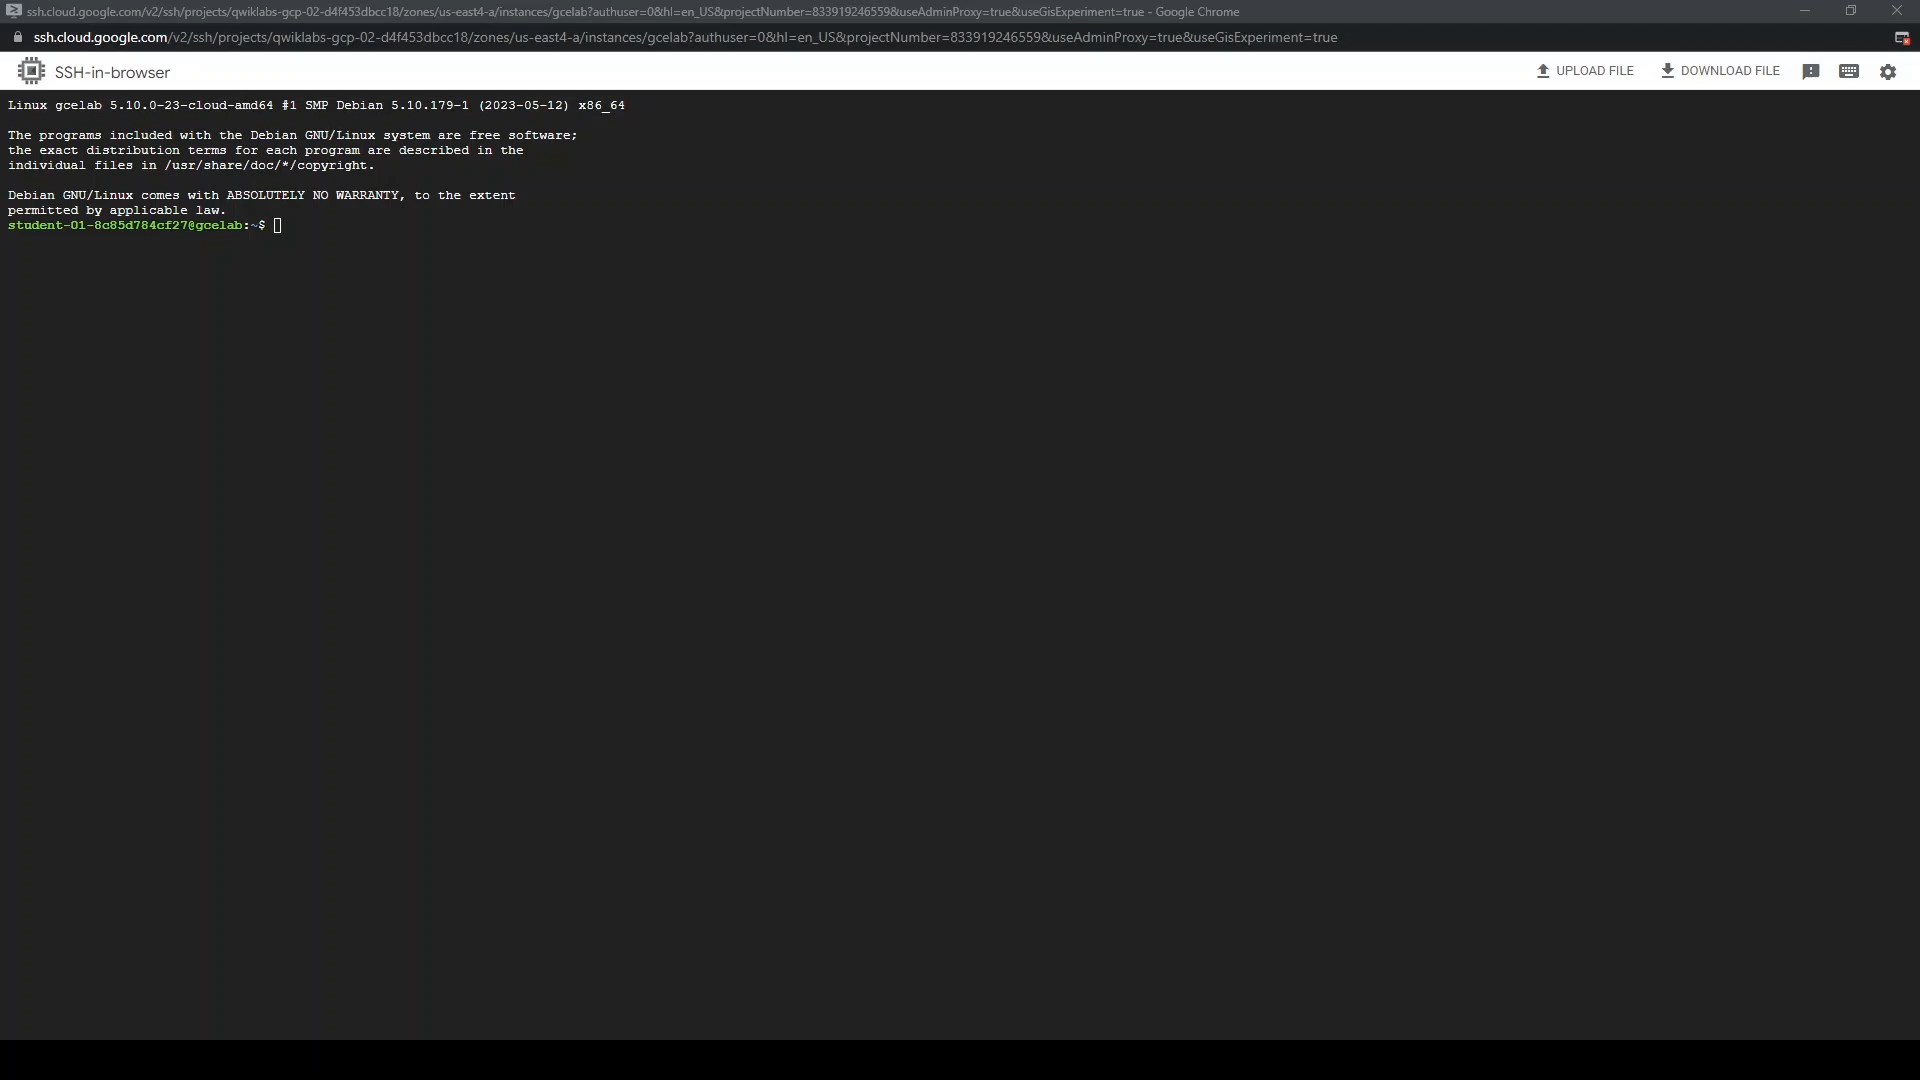 ssh.cloud.google.com/v2/ssh/projects/qwiklabs-gcp-02-d4f453dbcc18/zones/us-east4-a/instances/gcelab?authuser=0&hl=en_US&projectNumber=833919246559&useAdminProxy=true&useGisExperiment=true - Google Chrome
ssh.cloud.google.com/v2/ssh/projects/qwiklabs-gcp-02-d4f453dbcc18/zones/us-east4-a/instances/gcelab?authuser=0&hl=en_US&projectNumber=833919246559&useAdminProxy=true&useGisExperiment=true
SSH-in-browser
UPLOAD FILE
DOWNLOAD FILE
Linux gcelab 5.10.0-23-cloud-amd64 #1 SMP Debian 5.10.179-1 (2023-05-12) x86_64
The programs included with the Debian GNU/Linux system are free software;
the exact distribution terms for each program are described in the
individual files in /usr/share/doc/*/copyright.
Debian GNU/Linux comes with ABSOLUTELY NO WARRANTY, to the extent
permitted by applicable law.
student-01-8c85d784cf27@gcelab:~$